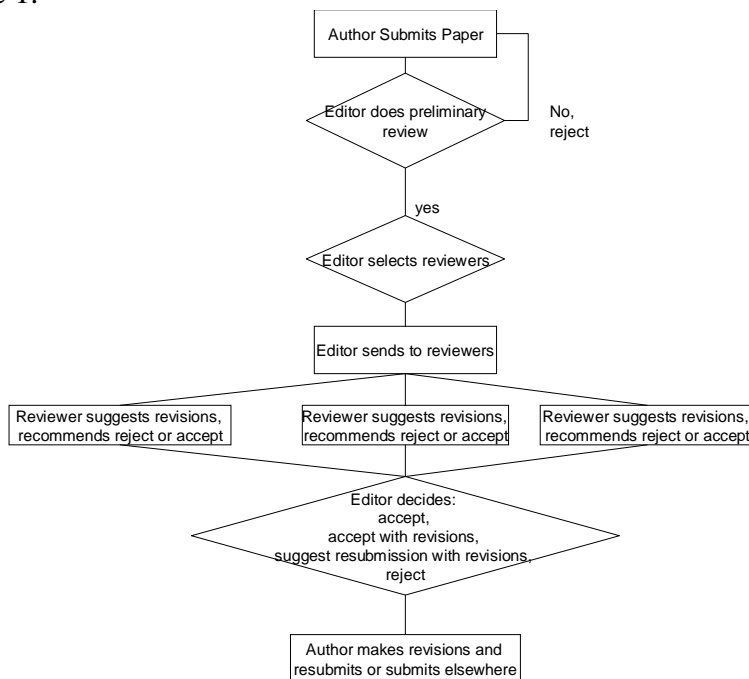 Author Submits Paper
Editor does preliminary
review
No,
reject
yes
Editor selects reviewers
Editor sends to reviewers
Reviewer suggests revisions,
recommends reject or accept
Reviewer suggests revisions,
recommends reject or accept
Reviewer suggests revisions,
recommends reject or accept
Editor decides:
accept,
accept with revisions,
suggest resubmission with revisions,
reject
Author makes revisions and
resubmits or submits elsewhere